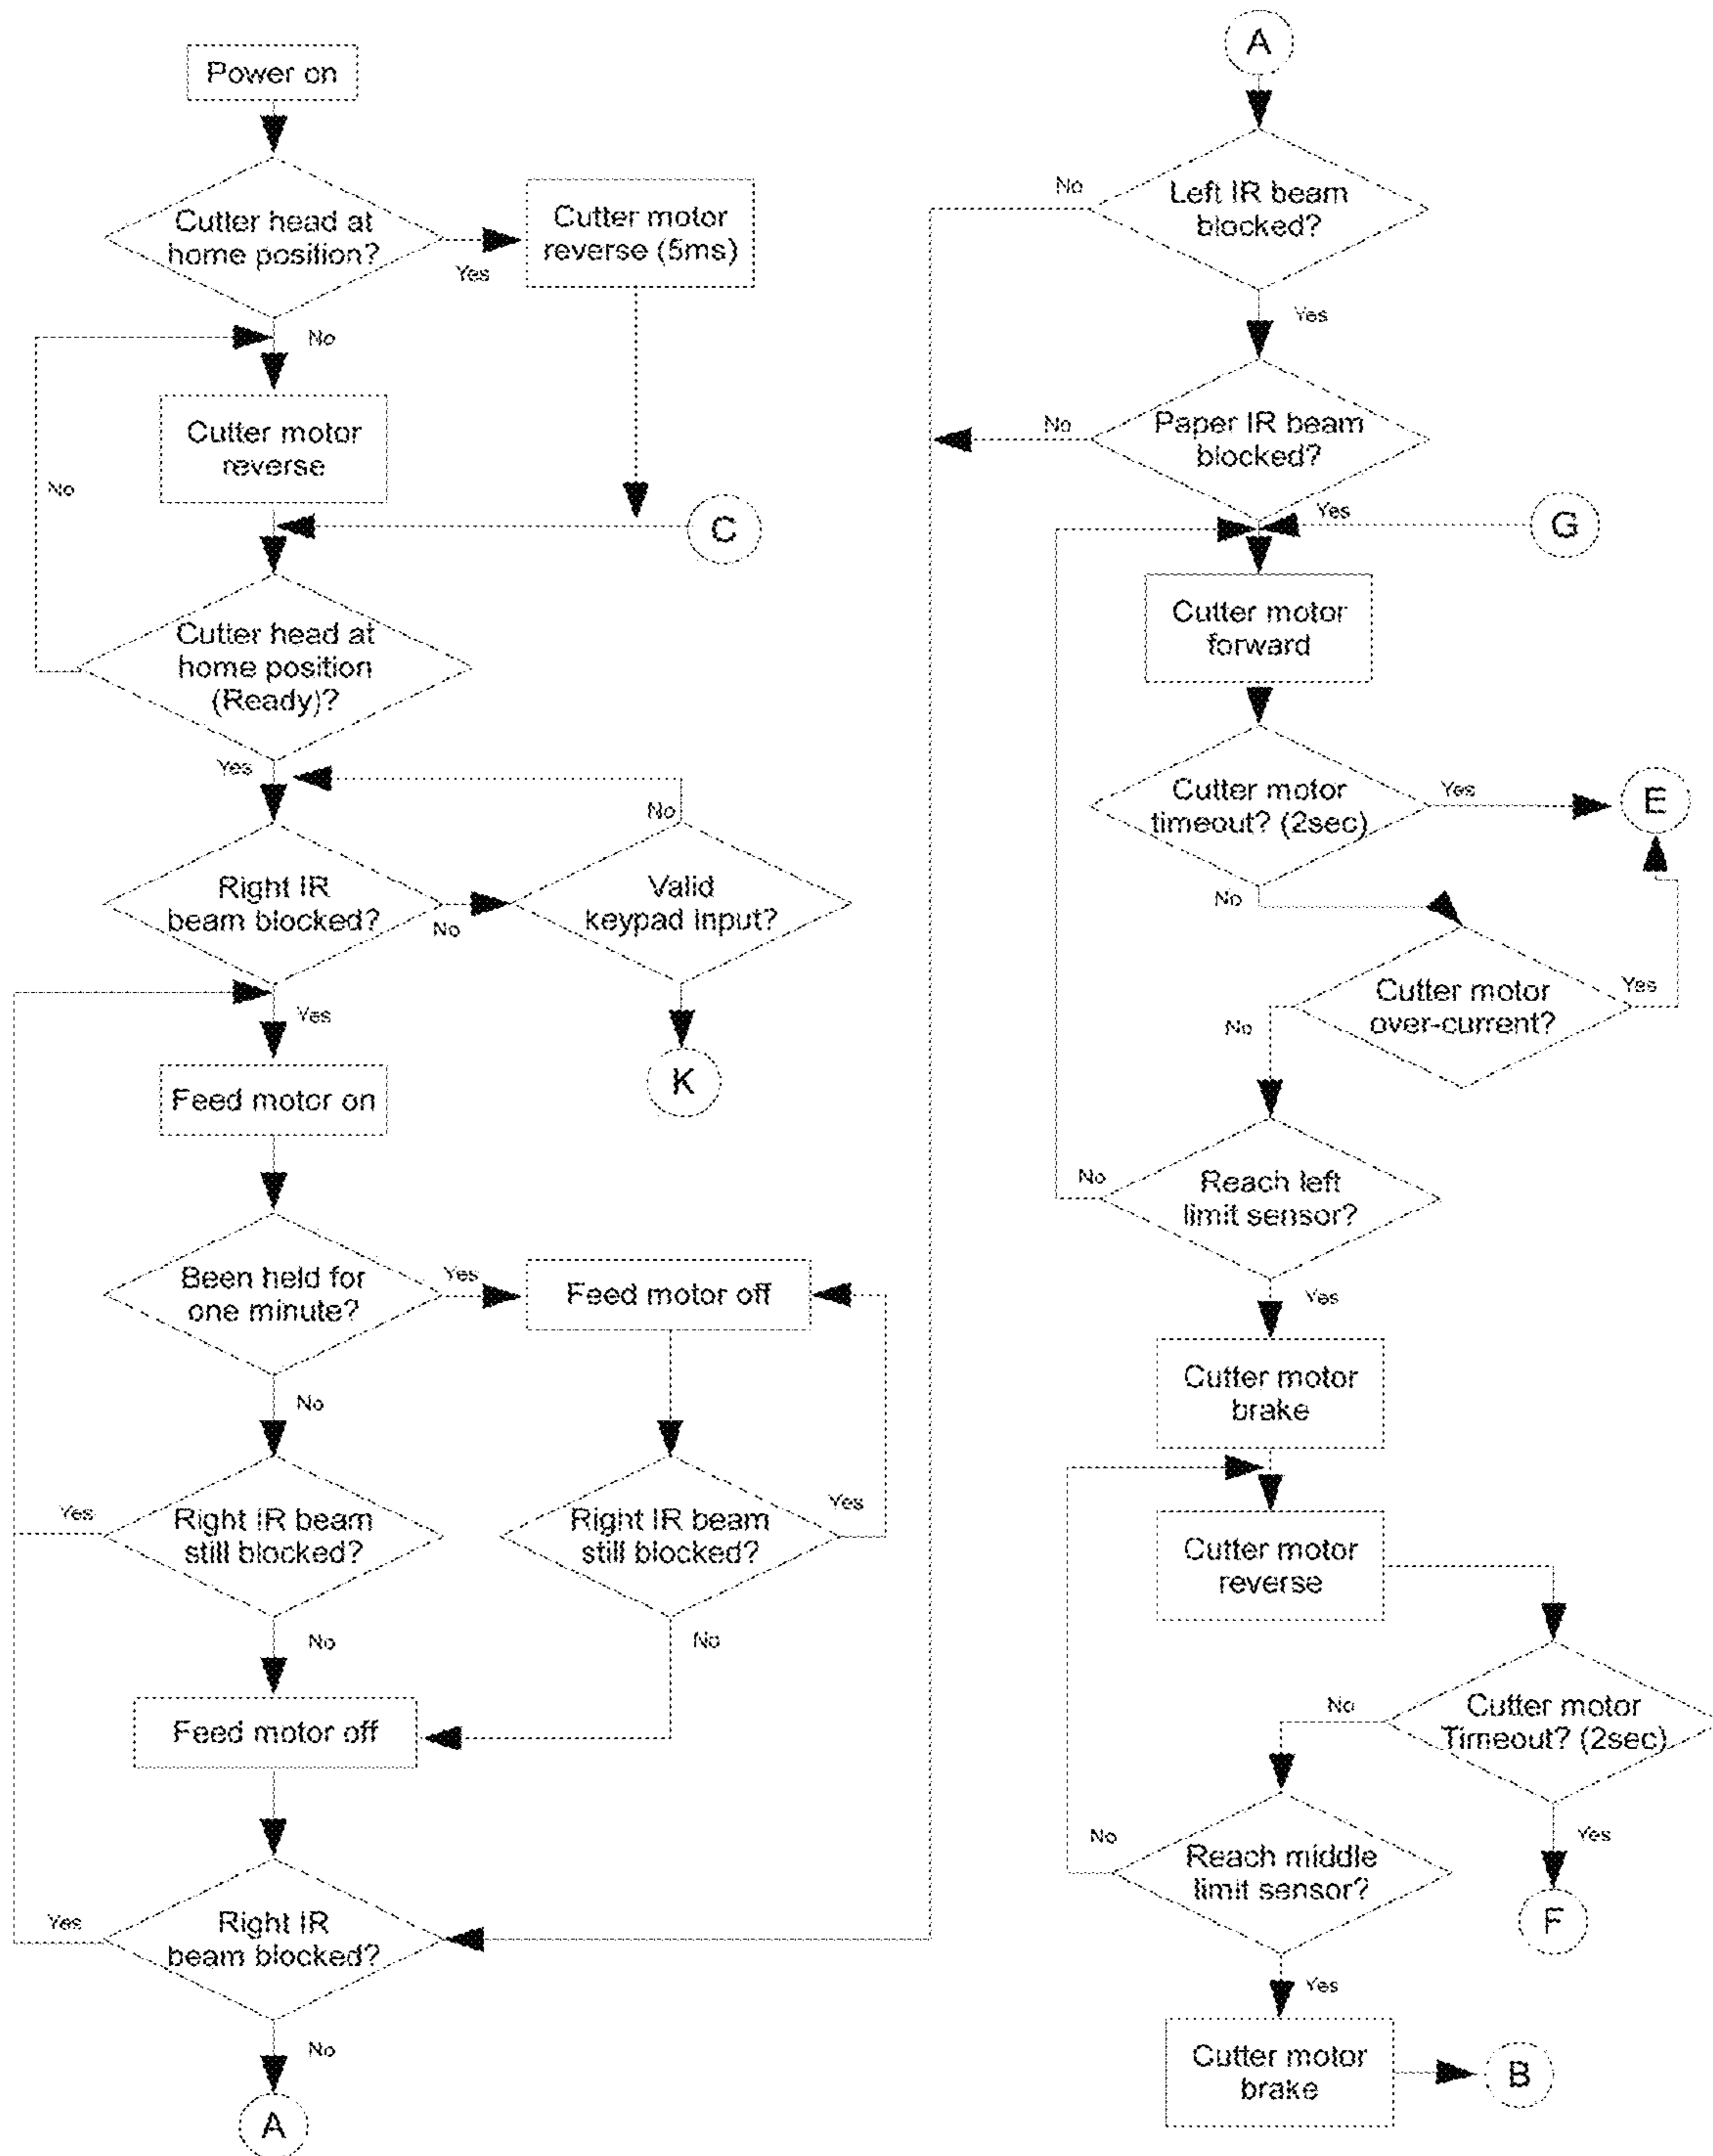 Power on
Cutter head at
home position?
Yes
Cutter motor
reverse (5ms)
No
Cutter motor
reverse
No
C
Cutter head at
home position
(Ready)?
Yes
No
Right IR
beam blocked?
No
Valid
keypad input?
Yes
K
Feed motor on
Been held for
one minute?
Yes
Feed motor off
No
Right IR beam
still blocked?
Yes
Right IR beam
still blocked?
Yes
No
No
Feed motor off
Right IR
beam blocked?
Yes
No
A
A
Left IR beam
blocked?
No
Yes
Paper IR beam
blocked?
No
Yes
G
Cutter motor
forward
Cutter motor
timeout? (2sec)
Yes
E
No
Cutter motor
over-current?
Yes
No
Reach left
limit sensor?
No
Yes
Cutter motor
brake
Cutter motor
reverse
Cutter motor
Timeout? (2sec)
No
Yes
F
Reach middle
limit sensor?
No
Yes
Cutter motor
brake
B